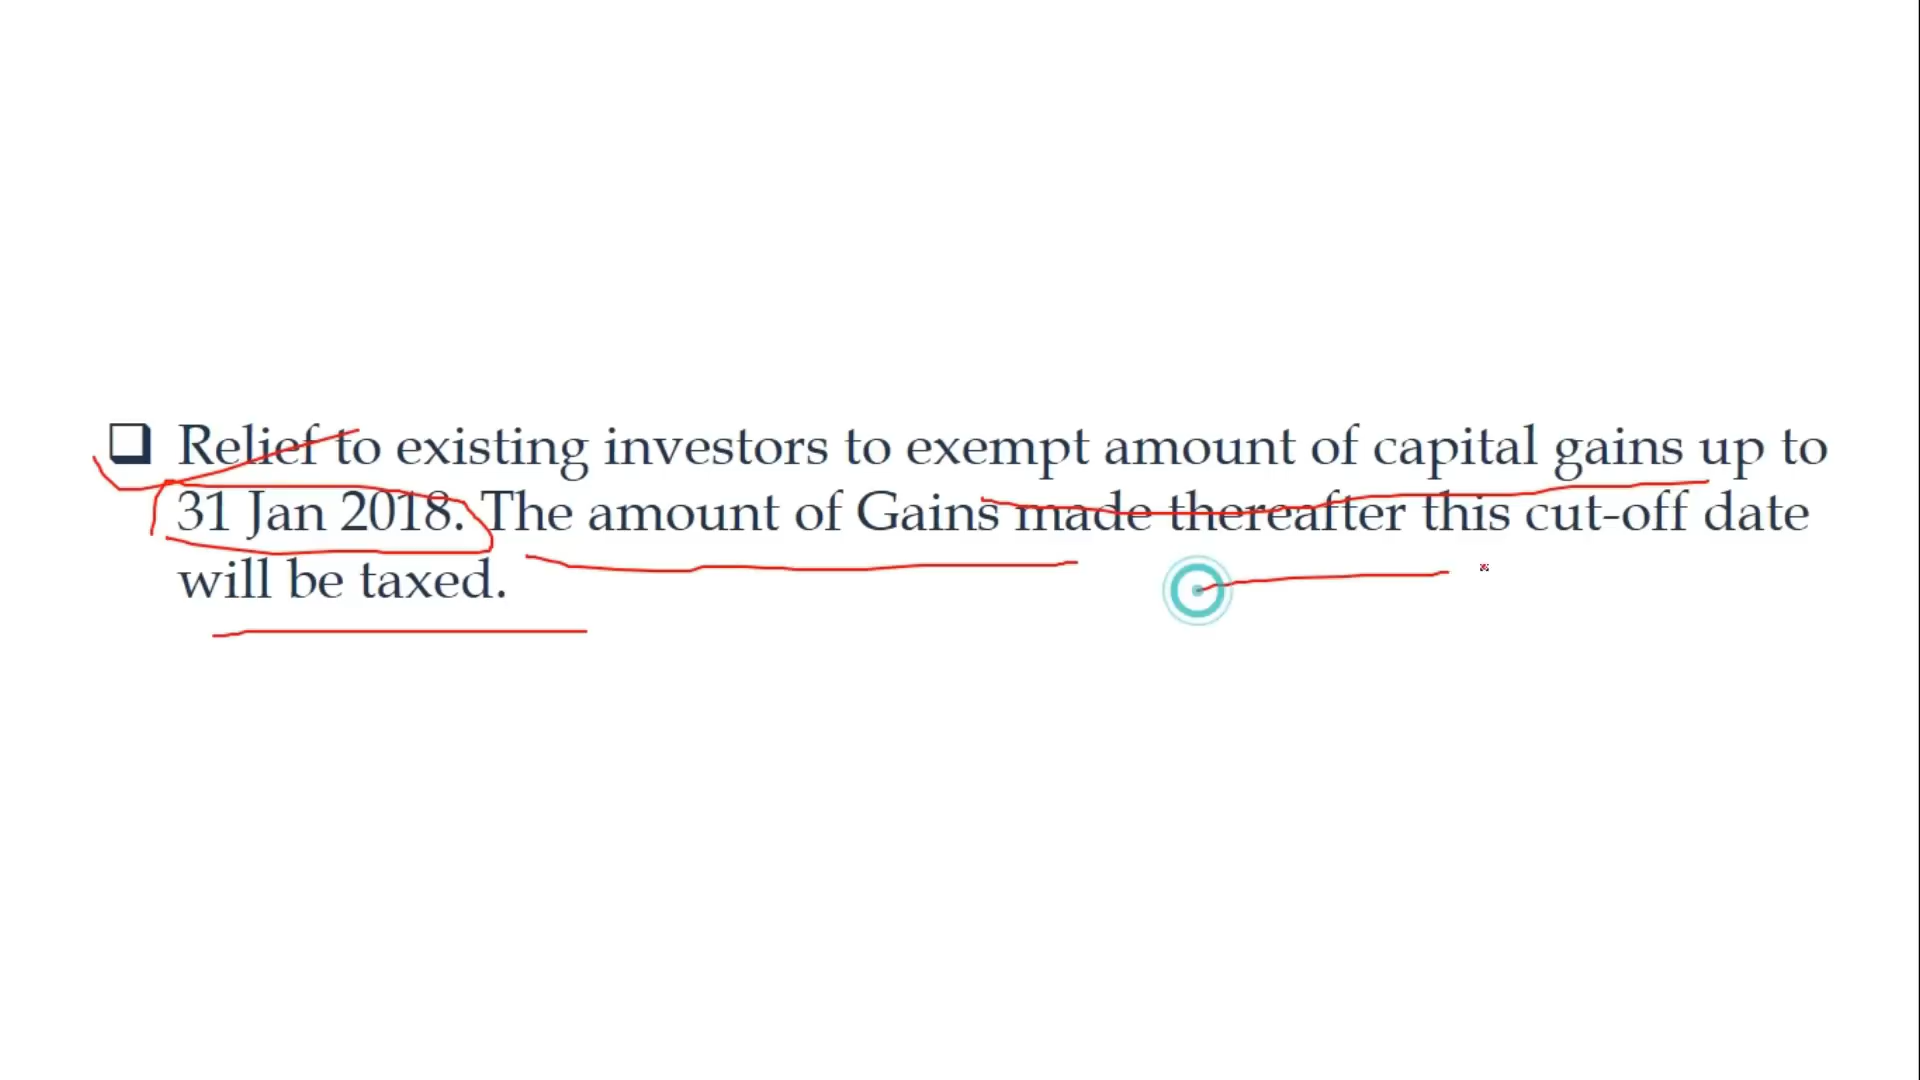 Relief to existing investors to exempt amount of capital gains up to
31 Jan 2018. The amount of Gains made thereafter this cut-off date
will be taxed.